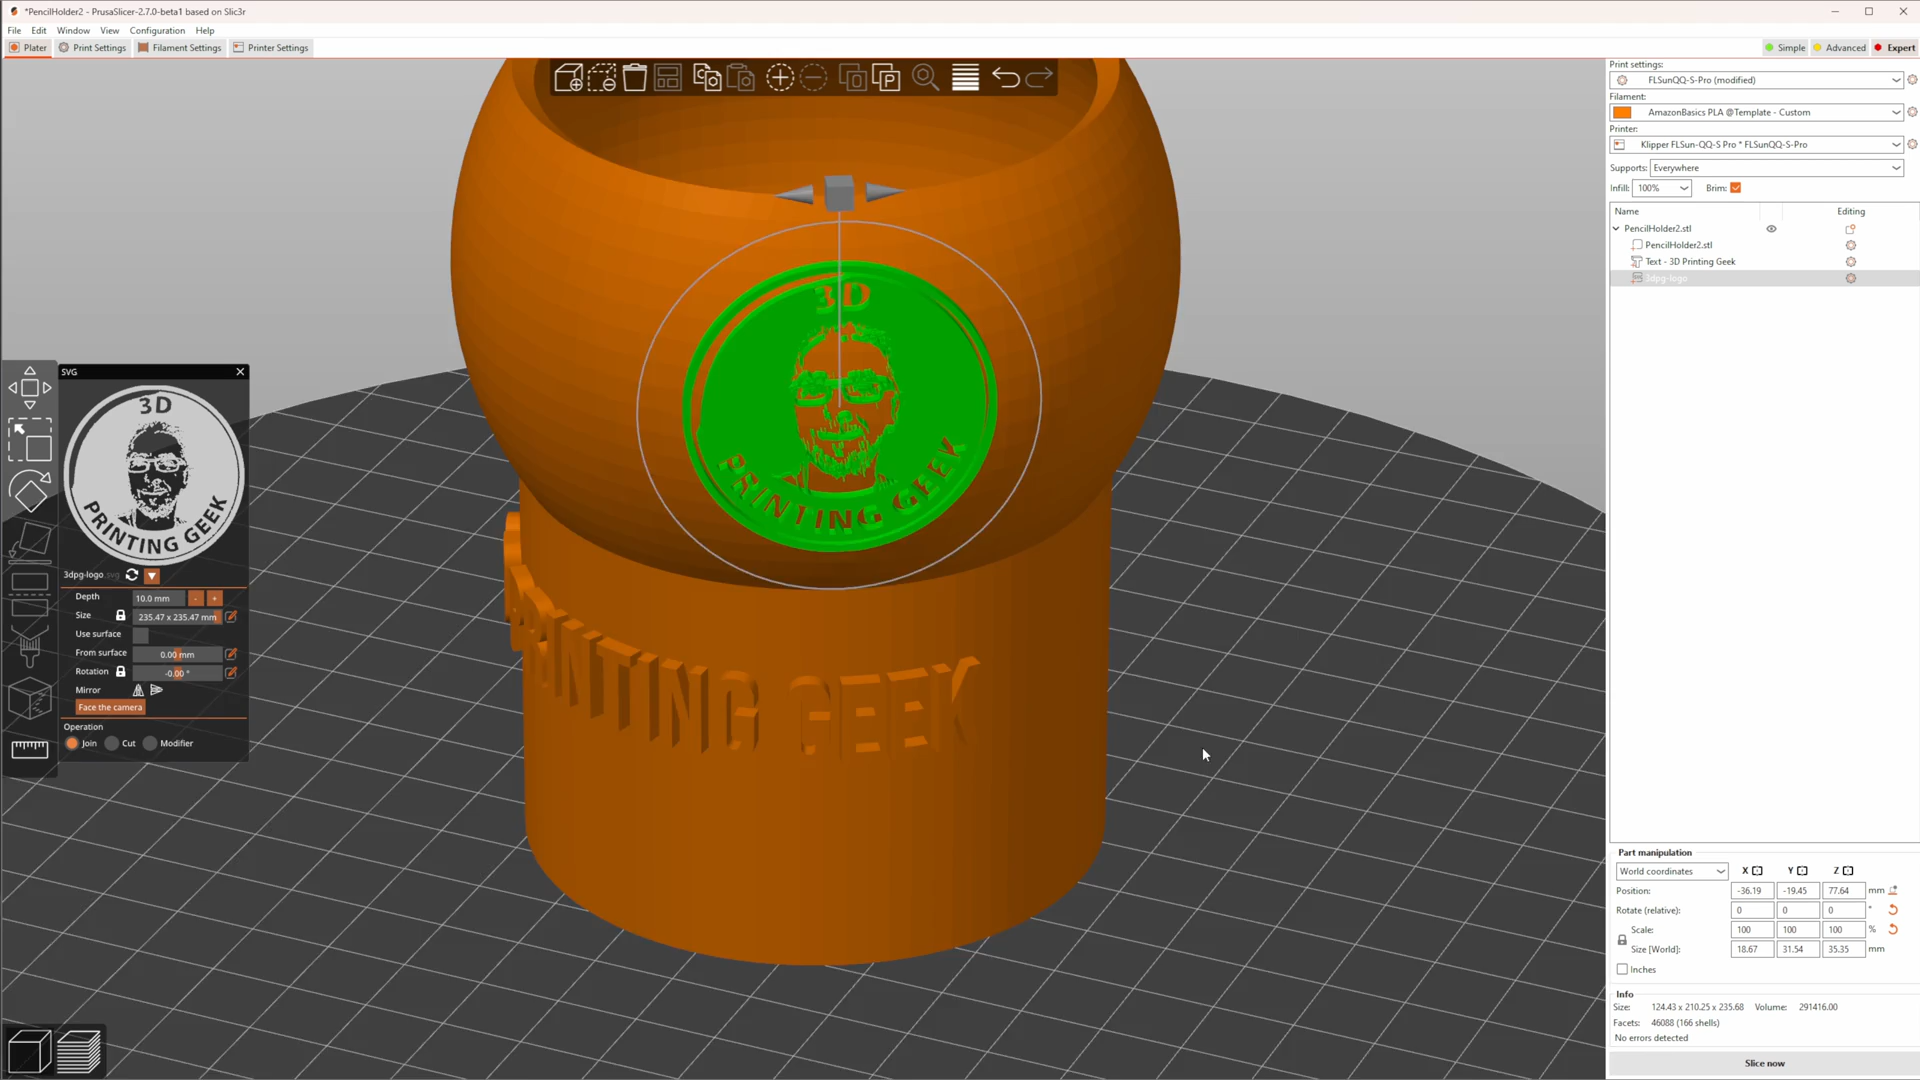 *PencilHolder2 - PrusaSlicer-2.7.0-beta1 based on Slic3r
File Edit Window View Configuration Help
Plater Print Settings Filament Settings Printer Settings
Simple Advanced Expert
Print settings:
FLSunQQ-S-Pro (modified)
Filament:
AmazonBasics PLA @Template - Custom
Printer:
Klipper FLSun-QQ-S Pro * FLSunQQ-S-Pro
Supports: Everywhere
Infill: 100% Brim:
Name Editing
PencilHolder2.stl
PencilHolder2.stl
Text - 3D Printing Geek
3dpg-logo
3D
PRINTING GEEK
SVG
3D
PRINTING GEEK
3dpg-logo.svg
Depth 10.0 mm - +
Size 235.47 x 235.47 mm
Use surface
From surface 0.00 mm
Rotation -0.00 °
Mirror
Face the camera
Operation
Join Cut Modifier
PRINTING GEEK
Part manipulation
World coordinates X Y Z
Position: -36.19 -19.45 77.64 mm
Rotate (relative): 0 0 0 °
Scale: 100 100 100 %
Size [World]: 18.67 31.54 35.35 mm
Inches
Info
Size: 124.43 x 210.25 x 235.68 Volume: 291416.00
Facets: 46088 (166 shells)
No errors detected
Slice now